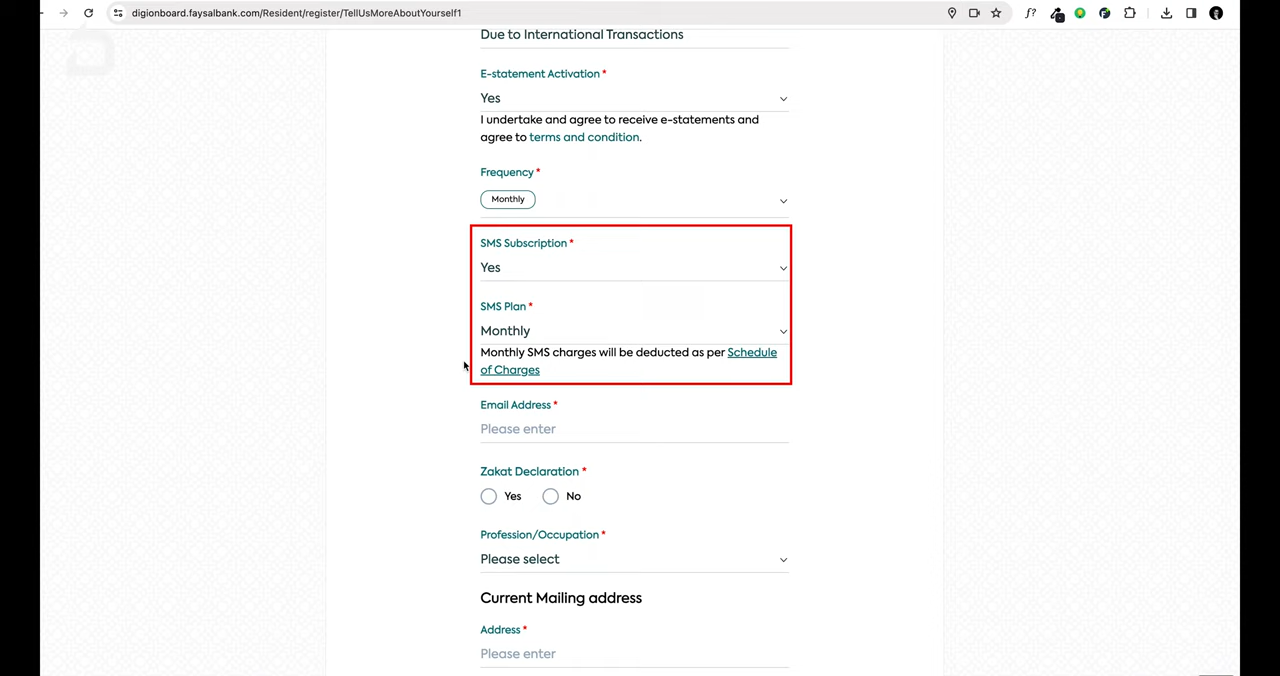 digionboard.faysalbank.com/Resident/register/TellUsMoreAboutYourself1
f?
Due to International Transactions
E-statement Activation *
Yes
I undertake and agree to receive e-statements and
agree to terms and condition.
Frequency *
Monthly
SMS Subscription *
Yes
SMS Plan *
Monthly
Monthly SMS charges will be deducted as per Schedule
of Charges
Email Address *
Please enter
Zakat Declaration *
Yes No
Profession/Occupation *
Please select
Current Mailing address
Address *
Please enter